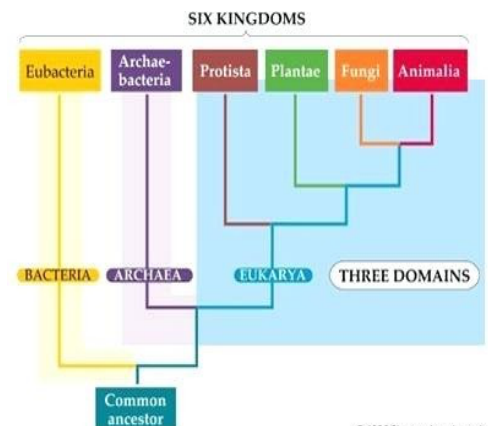 SIX KINGDOMS
Eubacteria
Archae-
bacteria
Protista
Plantae
Fungi
Animalia
BACTERIA
ARCHAEA
EUKARYA
THREE DOMAINS
Common
ancestor